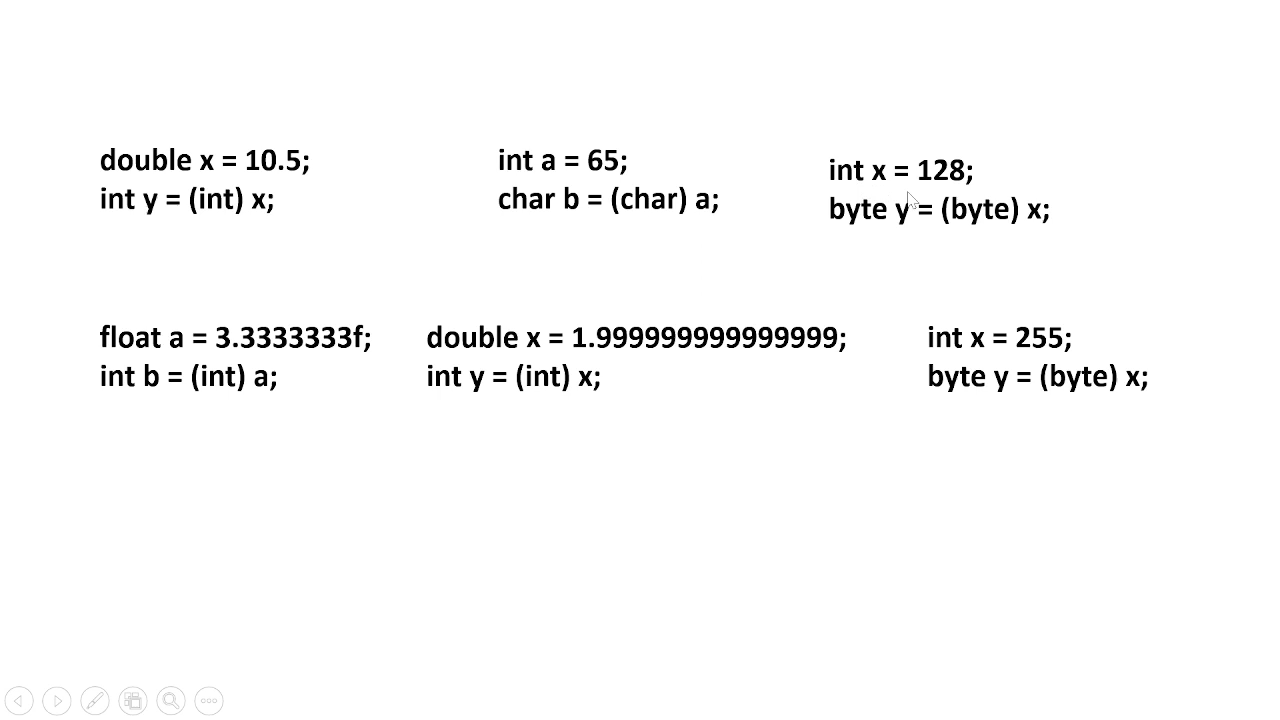 double x = 10.5;
int y = (int) x;
int a = 65;
char b = (char) a;
int x = 128;
byte y = (byte) x;
float a = 3.3333333f;
int b = (int) a;
double x = 1.999999999999999;
int y = (int) x;
int x = 255;
byte y = (byte) x;